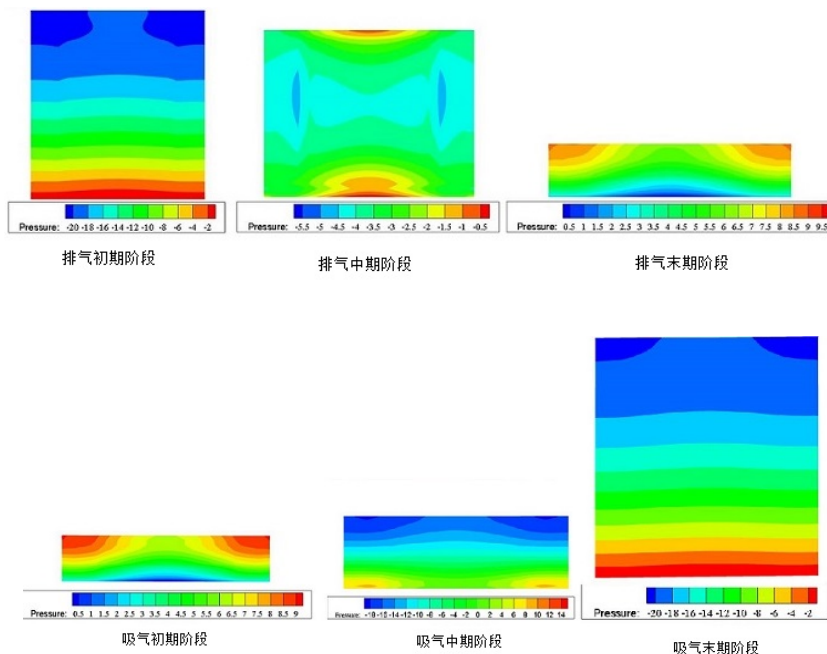 Pressure: -20 -18 -16 -14 -12 -10 -8 -6 -4 -2
Pressure: -5.5 -5 -4.5 -4 -3.5 -3 -2.5 -2 -1.5 -1 -0.5
Pressure: 0.5 1 1.5 2 2.5 3 3.5 4 4.5 5 5.5 6 6.5 7 7.5 8 8.5 9 9.5
排气初期阶段
排气中期阶段
排气末期阶段
Pressure: 0.5 1 1.5 2 2.5 3 3.5 4 4.5 5 5.5 6 6.5 7 7.5 8 8.5 9
Pressure: -14 -12 -10 -8 -6 -4 -2 0 2 4 6 8 10 12 14
Pressure: -20 -18 -16 -14 -12 -10 -8 -6 -4 -2
吸气初期阶段
吸气中期阶段
吸气末期阶段